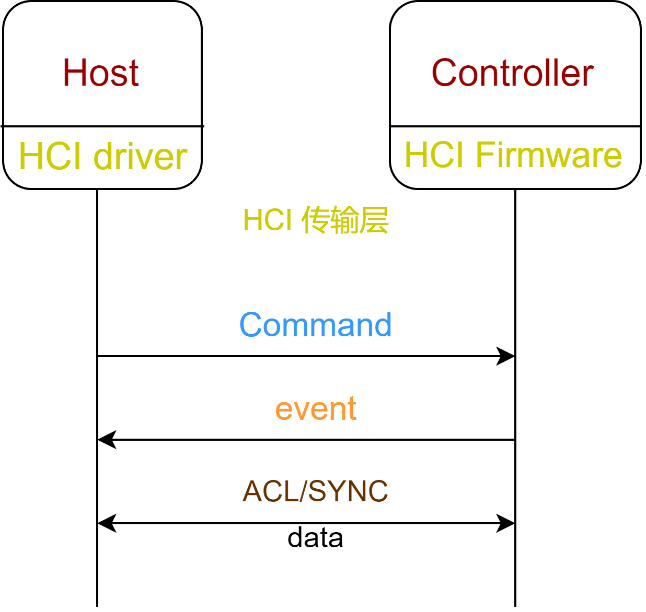 Host
Controller
HCI driver
HCI Firmware
HCI 传输层
Command
event
ACL/SYNC
data